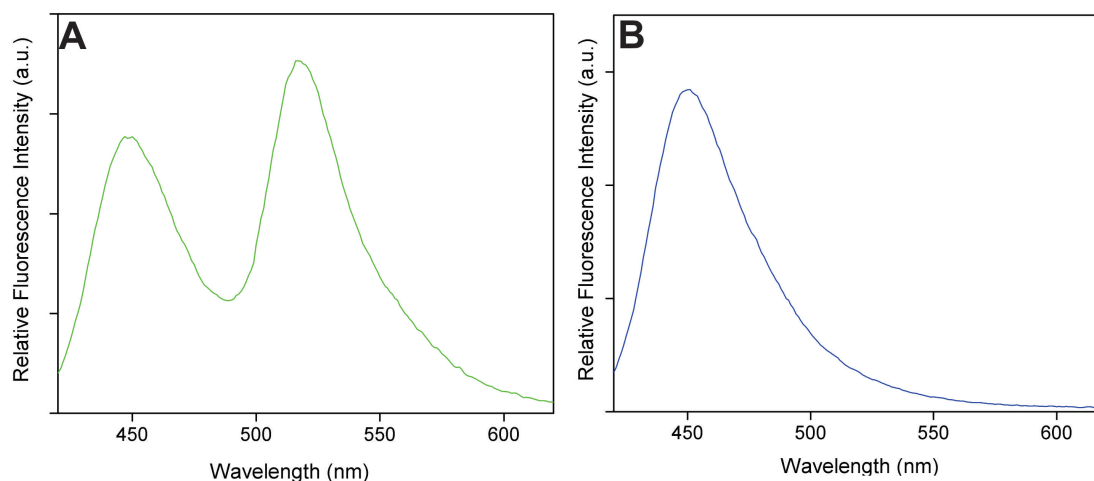 A
Relative Fluorescence Intensity (a.u.)
450 500 550 600
Wavelength (nm)
B
Relative Fluorescence Intensity (a.u.)
450 500 550 600
Wavelength (nm)